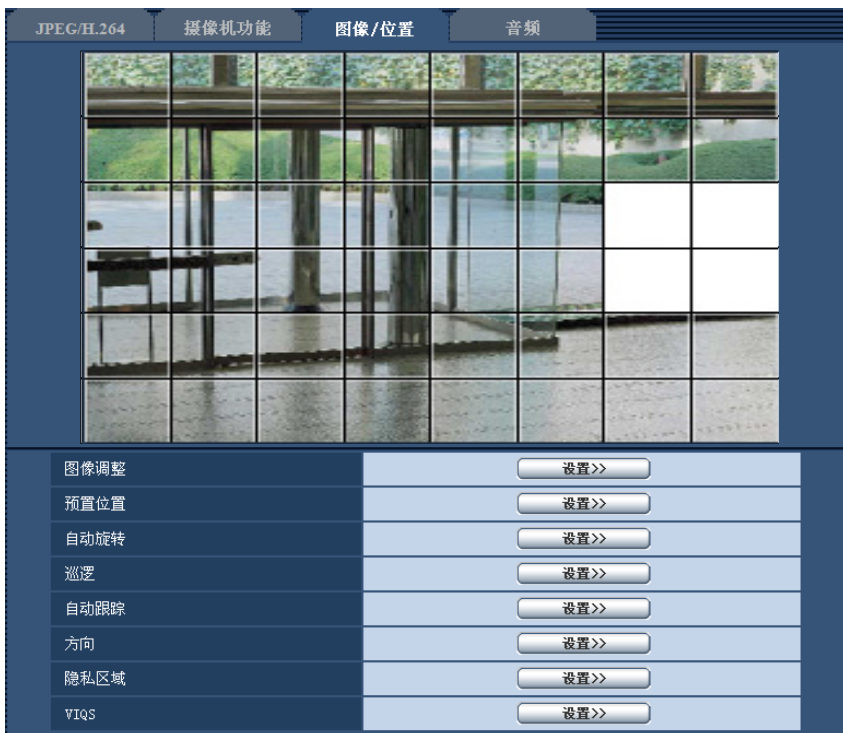 JPEG/H.264 摄像机功能 图像/位置 音频
图像调整 设置>>
预置位置 设置>>
自动旋转 设置>>
巡逻 设置>>
自动跟踪 设置>>
方向 设置>>
隐私区域 设置>>
VIQS 设置>>